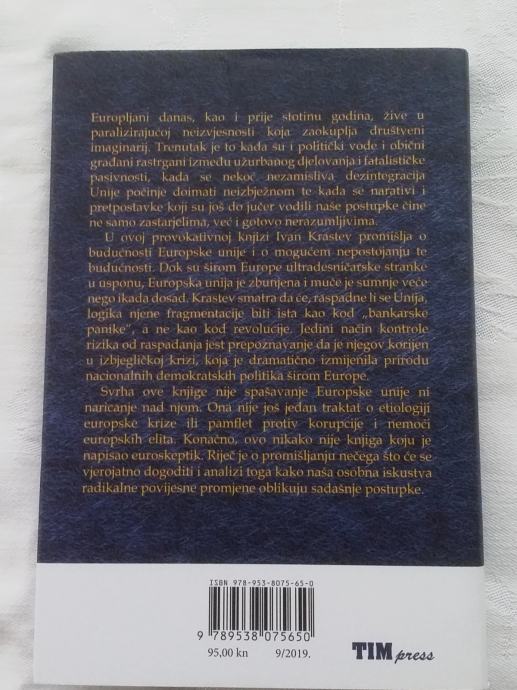 Europljani danas, kao i prije stotinu godina, žive u
paralizirajućoj neizvjesnosti koja zaokuplja društveni
imaginarij. Trenutak je to kada su i politički vođe i obični
građani rastrgani između užurbanog djelovanja i fatalističke
pasivnosti, kada se nekoć nezamisliva dezintegracija
Unije počinje doimati neizbježnom te kada se narativi i
pretpostavke koji su još do jučer vodili naše postupke čine
ne samo zastarjelima, već i gotovo nerazumljivima.
U ovoj provokativnoj knjizi Ivan Krastev promišlja o
budućnosti Europske unije i o mogućem nepostojanju te
budućnosti. Dok su širom Europe ultradesničarske stranke
u usponu, Europska unija je zbunjena i muče je sumnje veće
nego ikada dosad. Krastev smatra da će, raspadne li se Unija,
logika njene fragmentacije biti ista kao kod „bankarske
panike", a ne kao kod revolucije. Jedini način kontrole
rizika od raspadanja jest prepoznavanje da je njegov korijen
u izbjegličkoj krizi, koja je dramatično izmijenila prirodu
nacionalnih demokratskih politika širom Europe.
Svrha ove knjige nije spašavanje Europske unije ni
naricanje nad njom. Ona nije još jedan traktat o etiologiji
europske krize ili pamflet protiv korupcije i nemoći
europskih elita. Konačno, ovo nikako nije knjiga koju je
napisao euroskeptik. Riječ je o promišljanju nečega što će se
vjerojatno dogoditi i analizi toga kako naša osobna iskustva
radikalne povijesne promjene oblikuju sadašnje postupke.
ISBN 978-953-8075-65-0
9 789538 075650
95,00 kn 9/2019.
TIM press